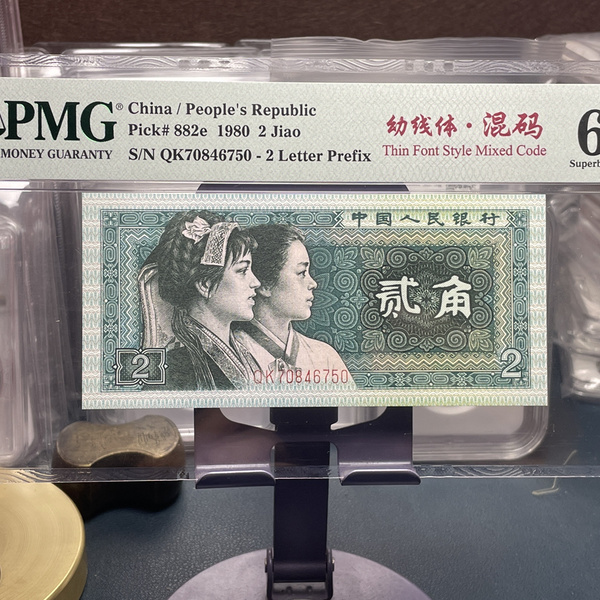 PMG®
MONEY GUARANTY
China / People's Republic
Pick# 882e 1980 2 Jiao
S/N QK70846750 - 2 Letter Prefix
幼线体·混码
Thin Font Style Mixed Code
6
Superb
中国人民银行
贰角
2
QK70846750
2